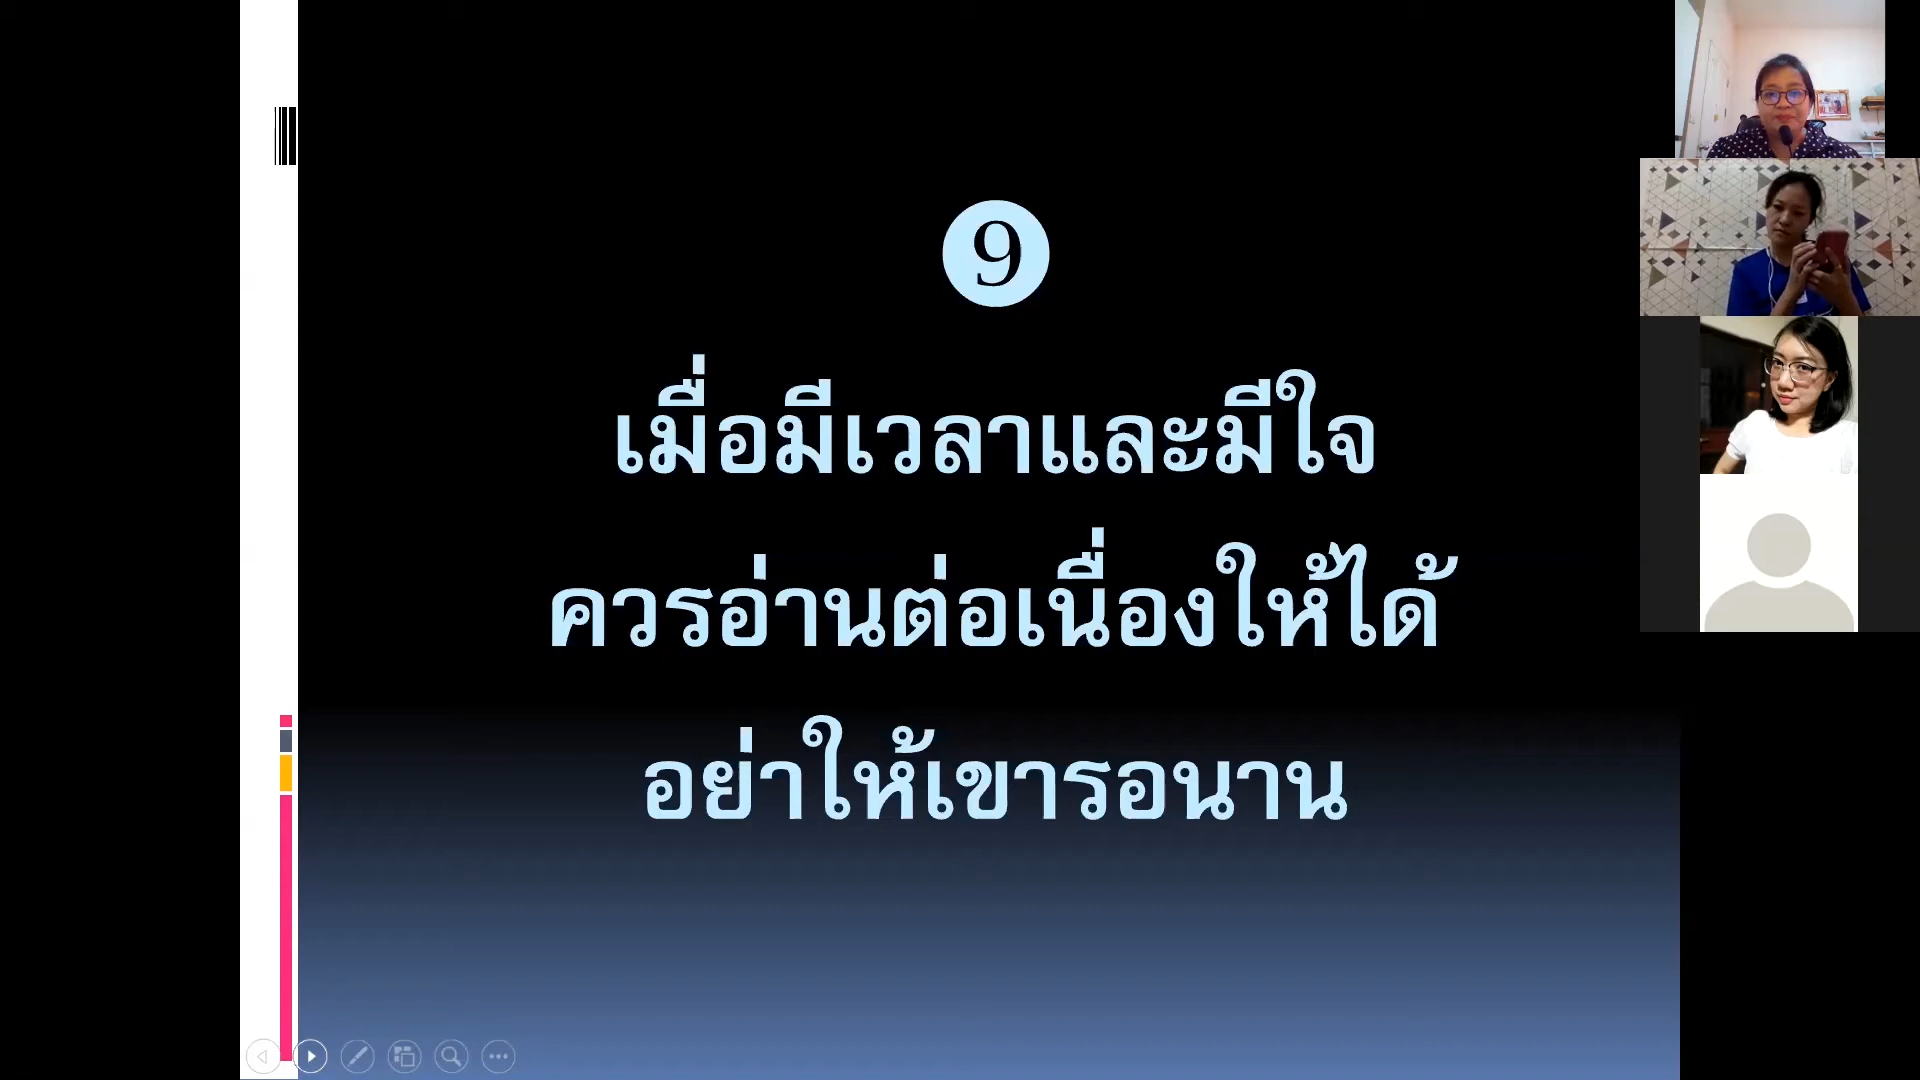 9
เมื่อมีเวลาและมีใจ
ควรอ่านต่อเนื่องให้ได้
อย่าให้เขารอนาน